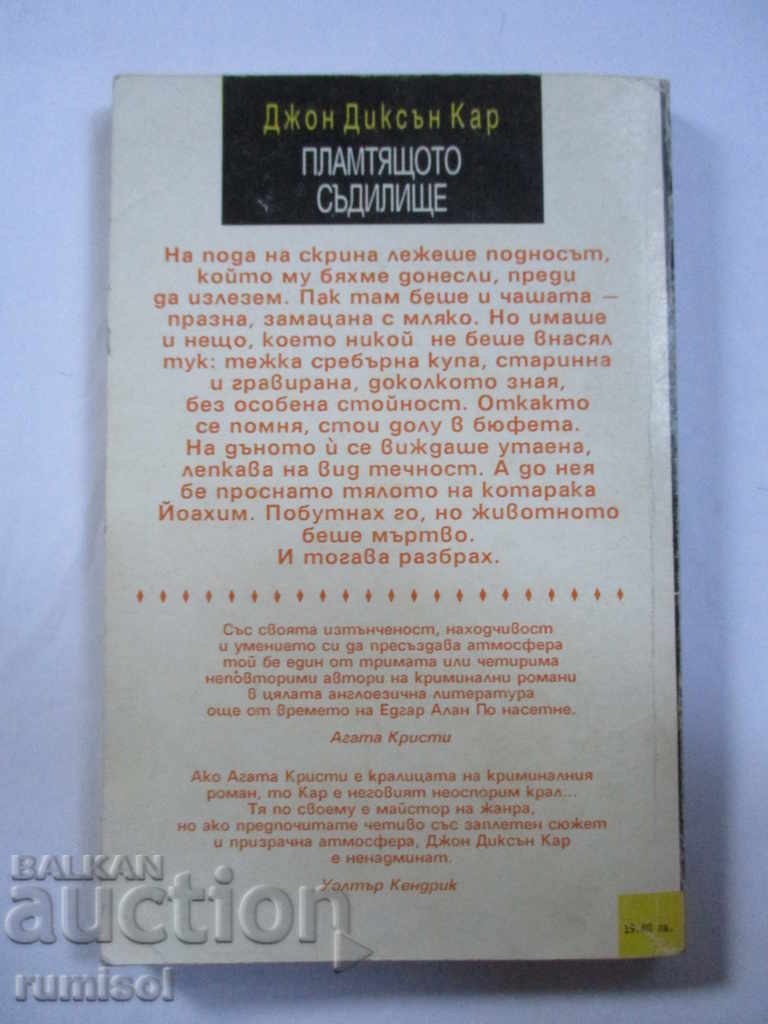 Джон Диксън Кар
ПЛАМТЯЩОТО
СЪДИЛИЩЕ
На пода на скрина лежеше подносът,
който му бяхме донесли, преди
да излезем. Пак там беше и чашата –
празна, замацана с мляко. Но имаше
и нещо, което никой не беше внасял
тук: тежка сребърна купа, старинна
и гравирана, доколкото зная,
без особена стойност. Откакто
се помня, стои долу в бюфета.
На дъното ѝ се виждаше утаена,
лепкава на вид течност. А до нея
бе проснато тялото на котарака
Йоахим. Побутнах го, но животното
беше мъртво.
И тогава разбрах.
Със своята изтънченост, находчивост
и умението си да пресъздава атмосфера
той бе един от тримата или четирима
неповторими автори на криминални романи
в цялата англоезична литература
още от времето на Едгар Алан По насетне.
Агата Кристи
Ако Агата Кристи е кралицата на криминалния
роман, то Кар е неговият неоспорим крал...
Тя по своему е майстор на жанра,
но ако предпочитате четиво със заплетен сюжет
и призрачна атмосфера, Джон Диксън Кар
е ненадминат.
Уолтър Кендрик
лв.
BALKAN
auction
rumisol